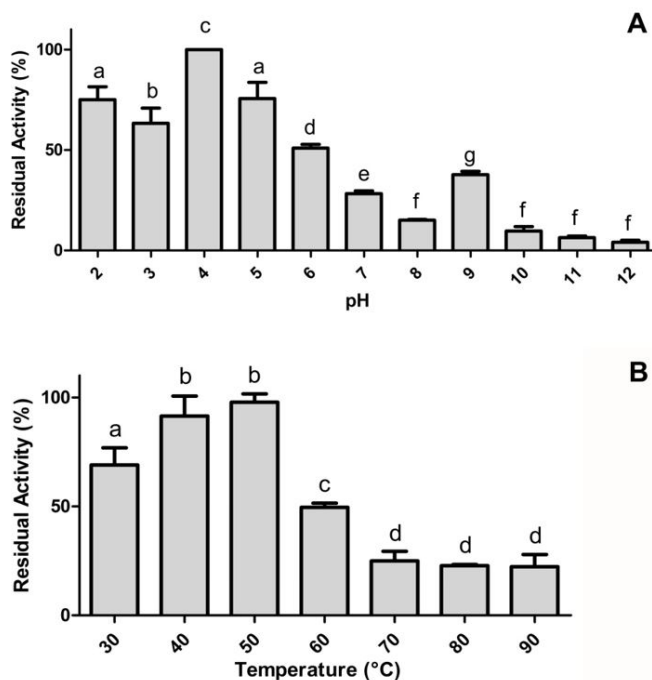 A
Residual Activity (%)
100
50
0
a b c a d e f g f f f
2 3 4 5 6 7 8 9 10 11 12
pH
B
Residual Activity (%)
100
50
0
a b b c d d d
30 40 50 60 70 80 90
Temperature (°C)